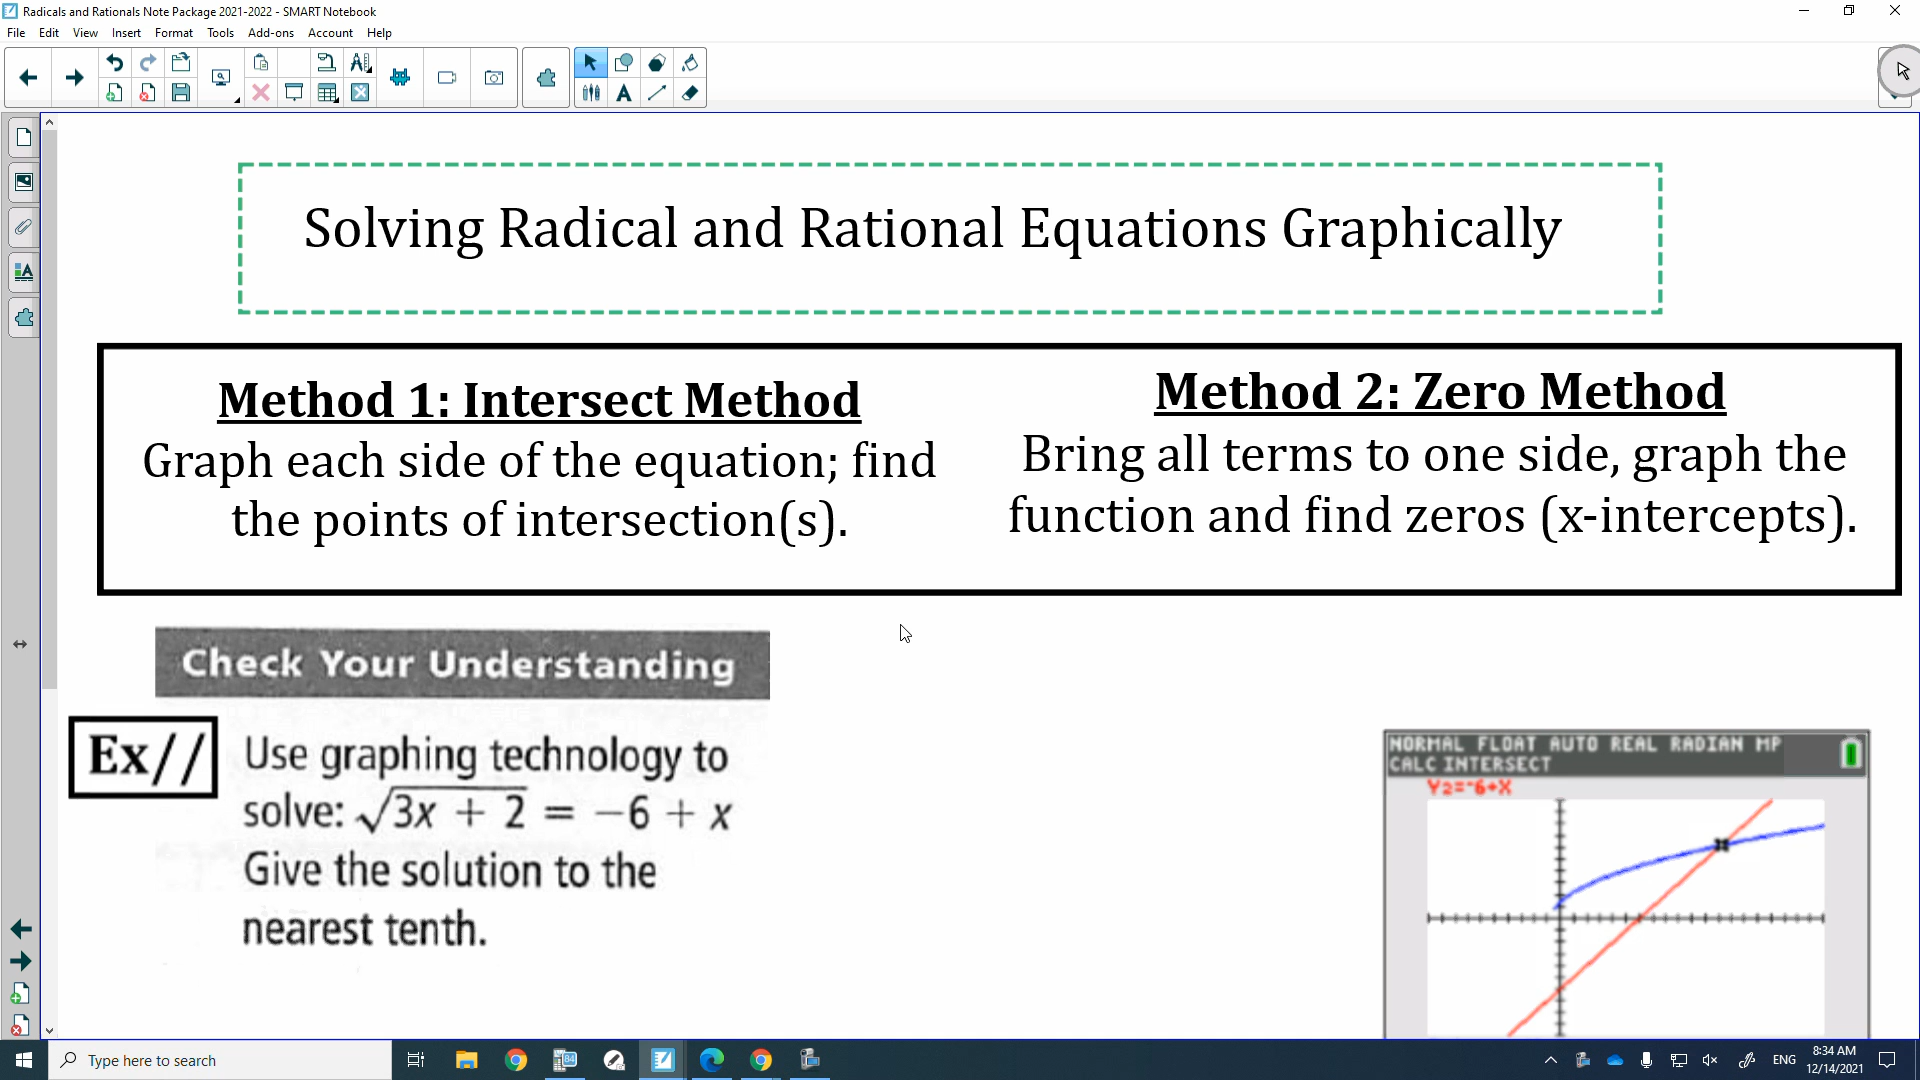 Radicals and Rationals Note Package 2021-2022 - SMART Notebook
File Edit View Insert Format Tools Add-ons Account Help
Solving Radical and Rational Equations Graphically
Method 1: Intersect Method
Graph each side of the equation; find
the points of intersection(s).
Method 2: Zero Method
Bring all terms to one side, graph the
function and find zeros (x-intercepts).
Check Your Understanding
Ex//
Use graphing technology to
solve: √3x + 2 = −6 + x
Give the solution to the
nearest tenth.
NORMAL FLOAT AUTO REAL RADIAN MP
CALC INTERSECT
Y2=-6+X
Type here to search
84
ENG
8:34 AM
12/14/2021